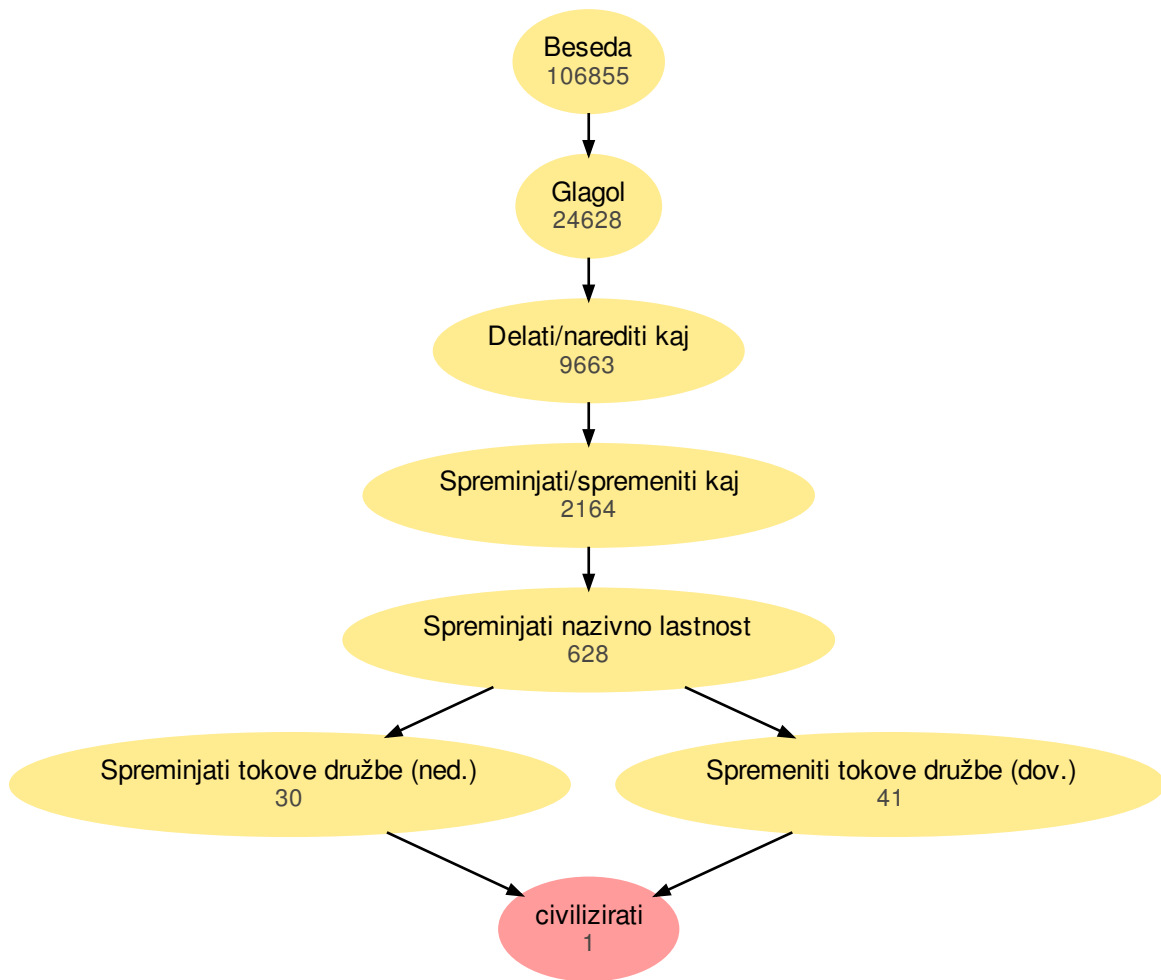 Beseda
106855
Glagol
24628
Delati/narediti kaj
9663
Spreminjati/spremeniti kaj
2164
Spreminjati nazivno lastnost
628
Spreminjati tokove družbe (ned.)
30
Spremeniti tokove družbe (dov.)
41
civilizirati
1